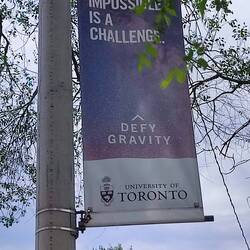 IMPOSSIBLE
IS A
CHALLENGE.
DEFY
GRAVITY
UNIVERSITY OF
TORONTO